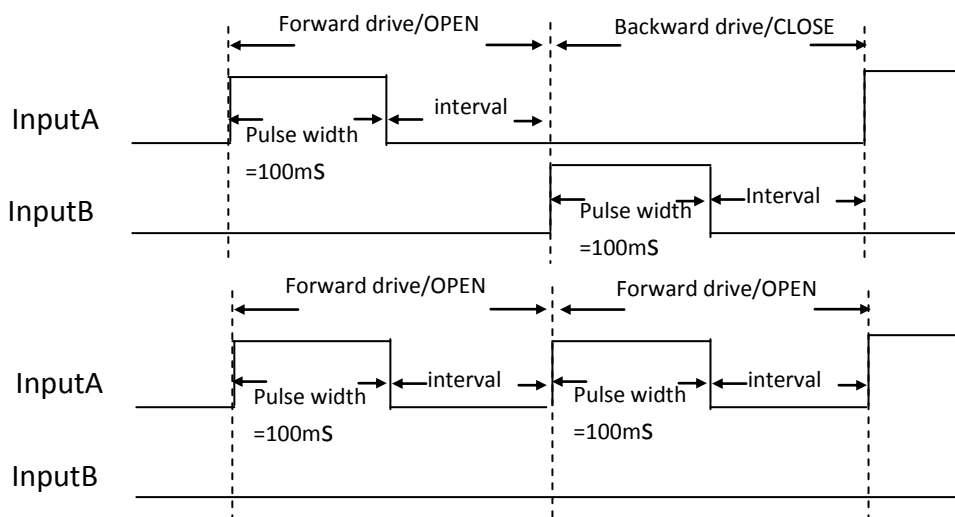 Forward drive/OPEN Backward drive/CLOSE
InputA
interval
Pulse width
=100mS
InputB
Interval
Pulse width
=100mS
Forward drive/OPEN Forward drive/OPEN
InputA
interval interval
Pulse width Pulse width
=100mS =100mS
InputB